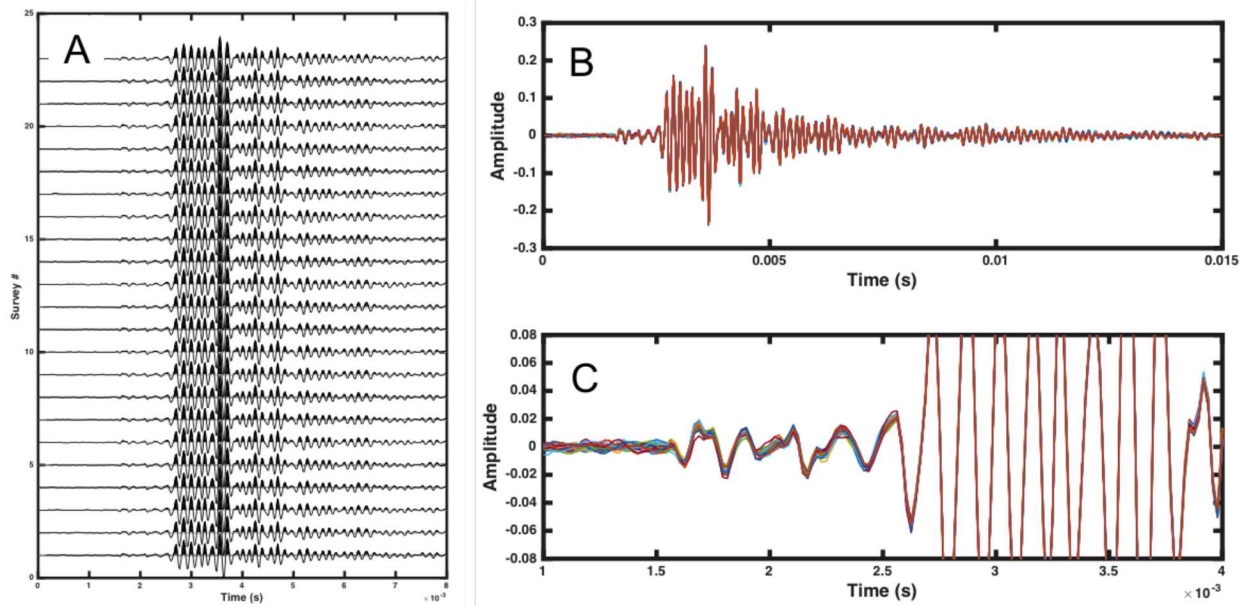 A
25
20
15
10
5
0
Survey #
0 1 2 3 4 5 6 7 8
Time (s)
× 10⁻³
B
0.3
0.2
0.1
0
-0.1
-0.2
-0.3
Amplitude
0 0.005 0.01 0.015
Time (s)
C
0.08
0.06
0.04
0.02
0
-0.02
-0.04
-0.06
-0.08
Amplitude
1 1.5 2 2.5 3 3.5 4
Time (s)
× 10⁻³